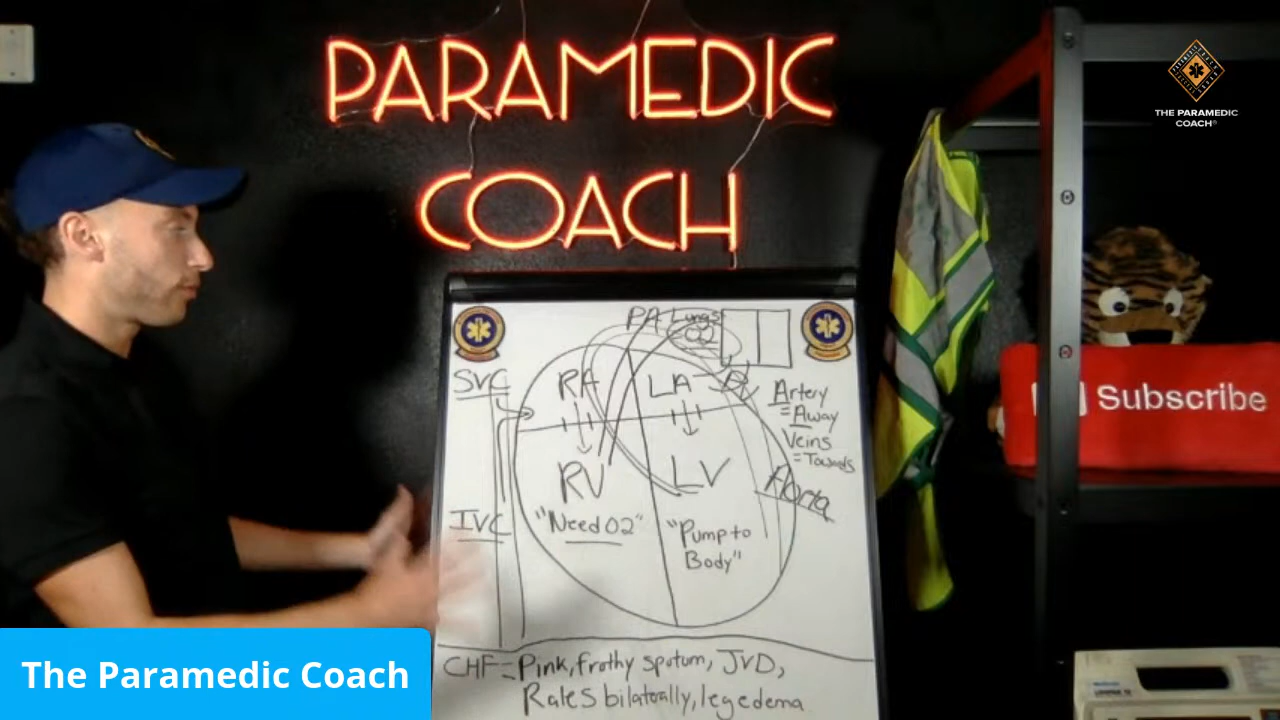 PARAMEDIC
COACH
THE PARAMEDIC
COACH®
Subscribe
PA Lungs
O2
SVC
RA
LA
PV
Artery
=Away
Veins
=Towards
RV
LV
Aorta
IVC
"Need O2"
"Pump to
Body"
CHF = Pink, frothy sputum, JVD,
Rales bilaterally, leg edema
The Paramedic Coach